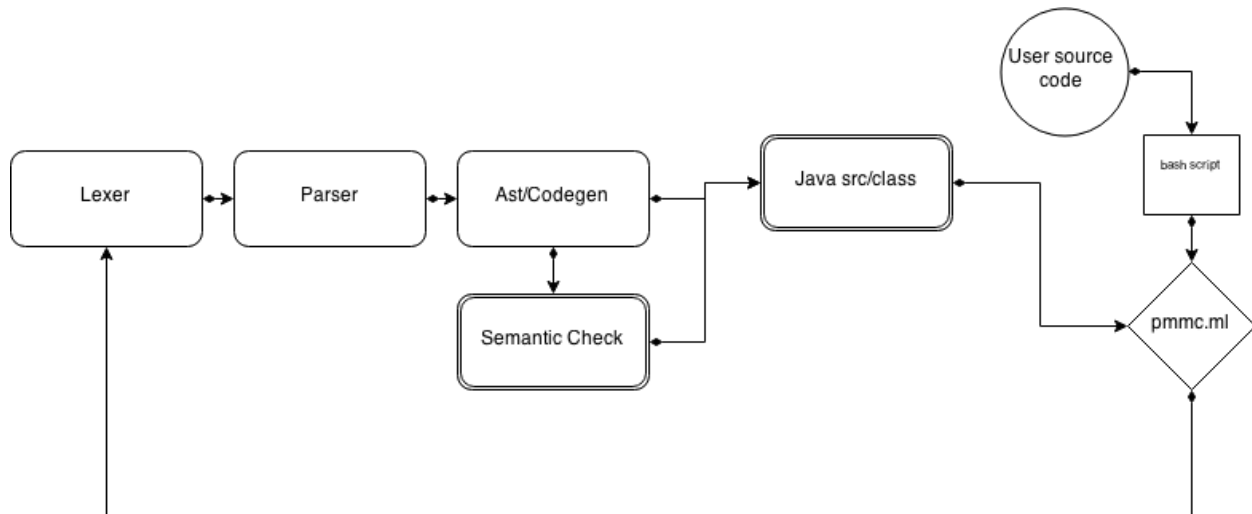 User source
code
bash script
Lexer
Parser
Ast/Codegen
Java src/class
Semantic Check
pmmc.ml